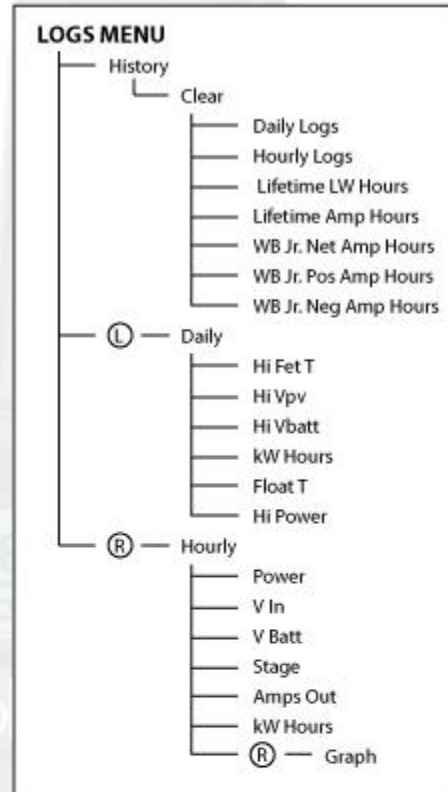 LOGS MENU
History
Clear
Daily Logs
Hourly Logs
Lifetime LW Hours
Lifetime Amp Hours
WB Jr. Net Amp Hours
WB Jr. Pos Amp Hours
WB Jr. Neg Amp Hours
L Daily
Hi Fet T
Hi Vpv
Hi Vbatt
kW Hours
Float T
Hi Power
R Hourly
Power
V In
V Batt
Stage
Amps Out
kW Hours
R Graph